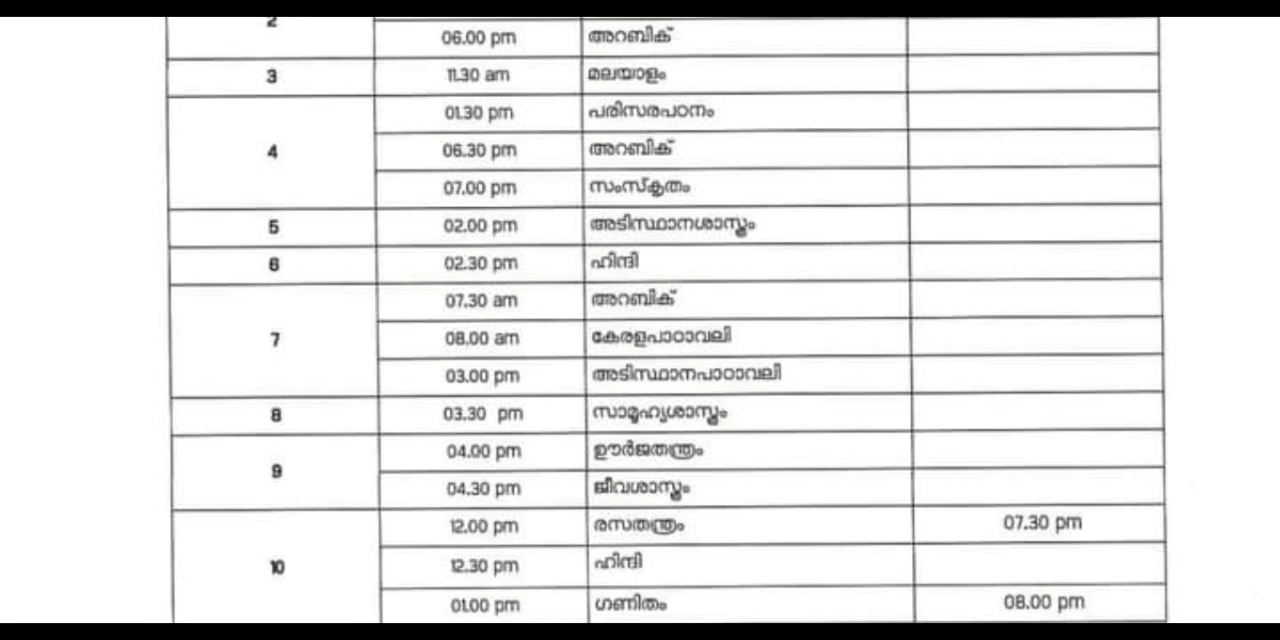 2
06.00 pm അറബിക്
3 11.30 am മലയാളം
01.30 pm പരിസരപഠനം
4 06.30 pm അറബിക്
07.00 pm സംസ്കൃതം
5 02.00 pm അടിസ്ഥാനശാസ്ത്രം
6 02.30 pm ഹിന്ദി
07.30 am അറബിക്
7 08.00 am കേരളപാഠാവലി
03.00 pm അടിസ്ഥാനപാഠാവലി
8 03.30 pm സാമൂഹ്യശാസ്ത്രം
9
04.00 pm ഊർജതന്ത്രം
04.30 pm ജീവശാസ്ത്രം
12.00 pm രസതന്ത്രം 07.30 pm
10 12.30 pm ഹിന്ദി
01.00 pm ഗണിതം 08.00 pm